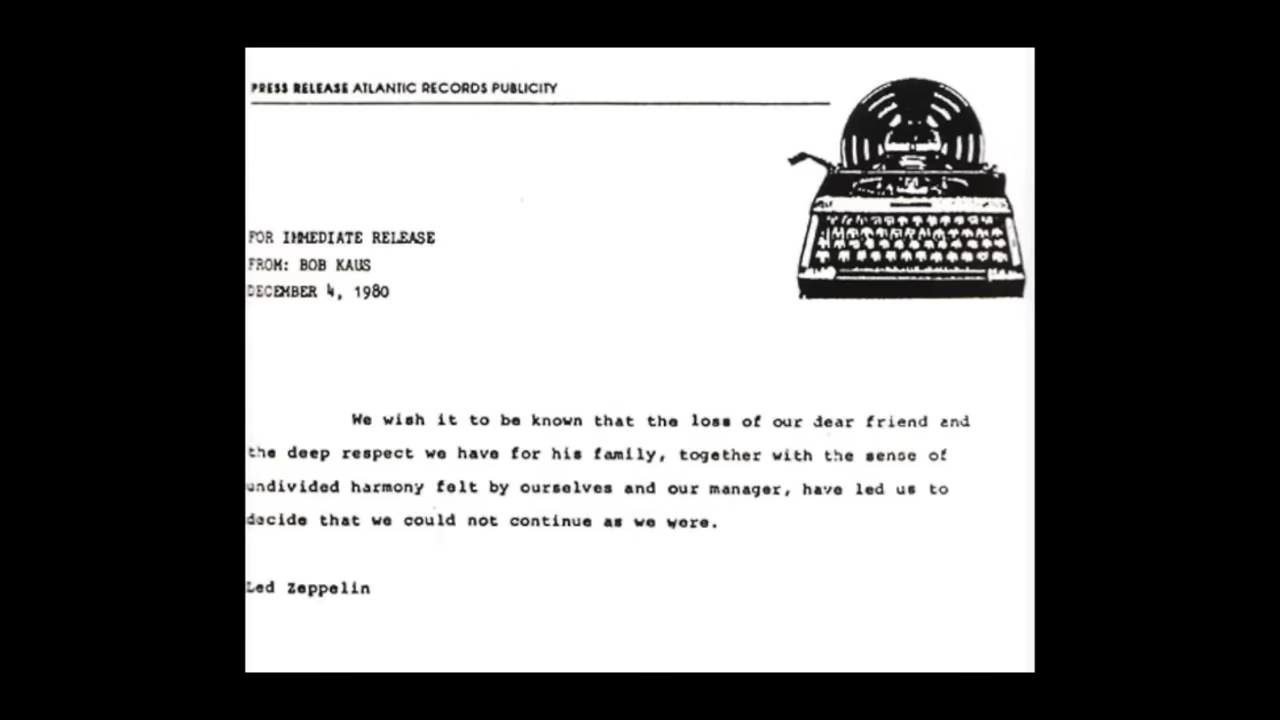 PRESS RELEASE ATLANTIC RECORDS PUBLICITY
FOR IMMEDIATE RELEASE
FROM: BOB KAUS
DECEMBER 4, 1980
We wish it to be known that the loss of our dear friend and
the deep respect we have for his family, together with the sense of
undivided harmony felt by ourselves and our manager, have led us to
decide that we could not continue as we were.
Led Zeppelin